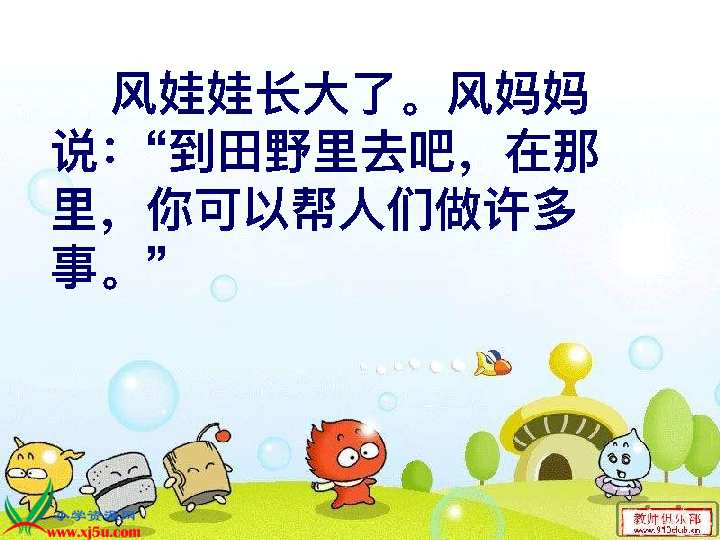 风娃娃长大了。风妈妈
说：“到田野里去吧，在那
里，你可以帮人们做许多
事。”
小学资源网
www.xj5u.com
教师俱乐部
www.910club.cn